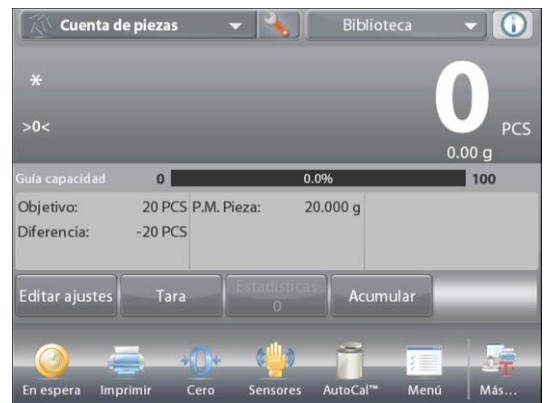 Cuenta de piezas
Biblioteca
*
0
>0<
PCS
0.00 g
Guía capacidad 0 0.0% 100
Objetivo: 20 PCS P.M. Pieza: 20.000 g
Diferencia: -20 PCS
Editar ajustes
Tara
Estadísticas
0
Acumular
→0←
En espera Imprimir Cero Sensores AutoCal™ Menú Más...